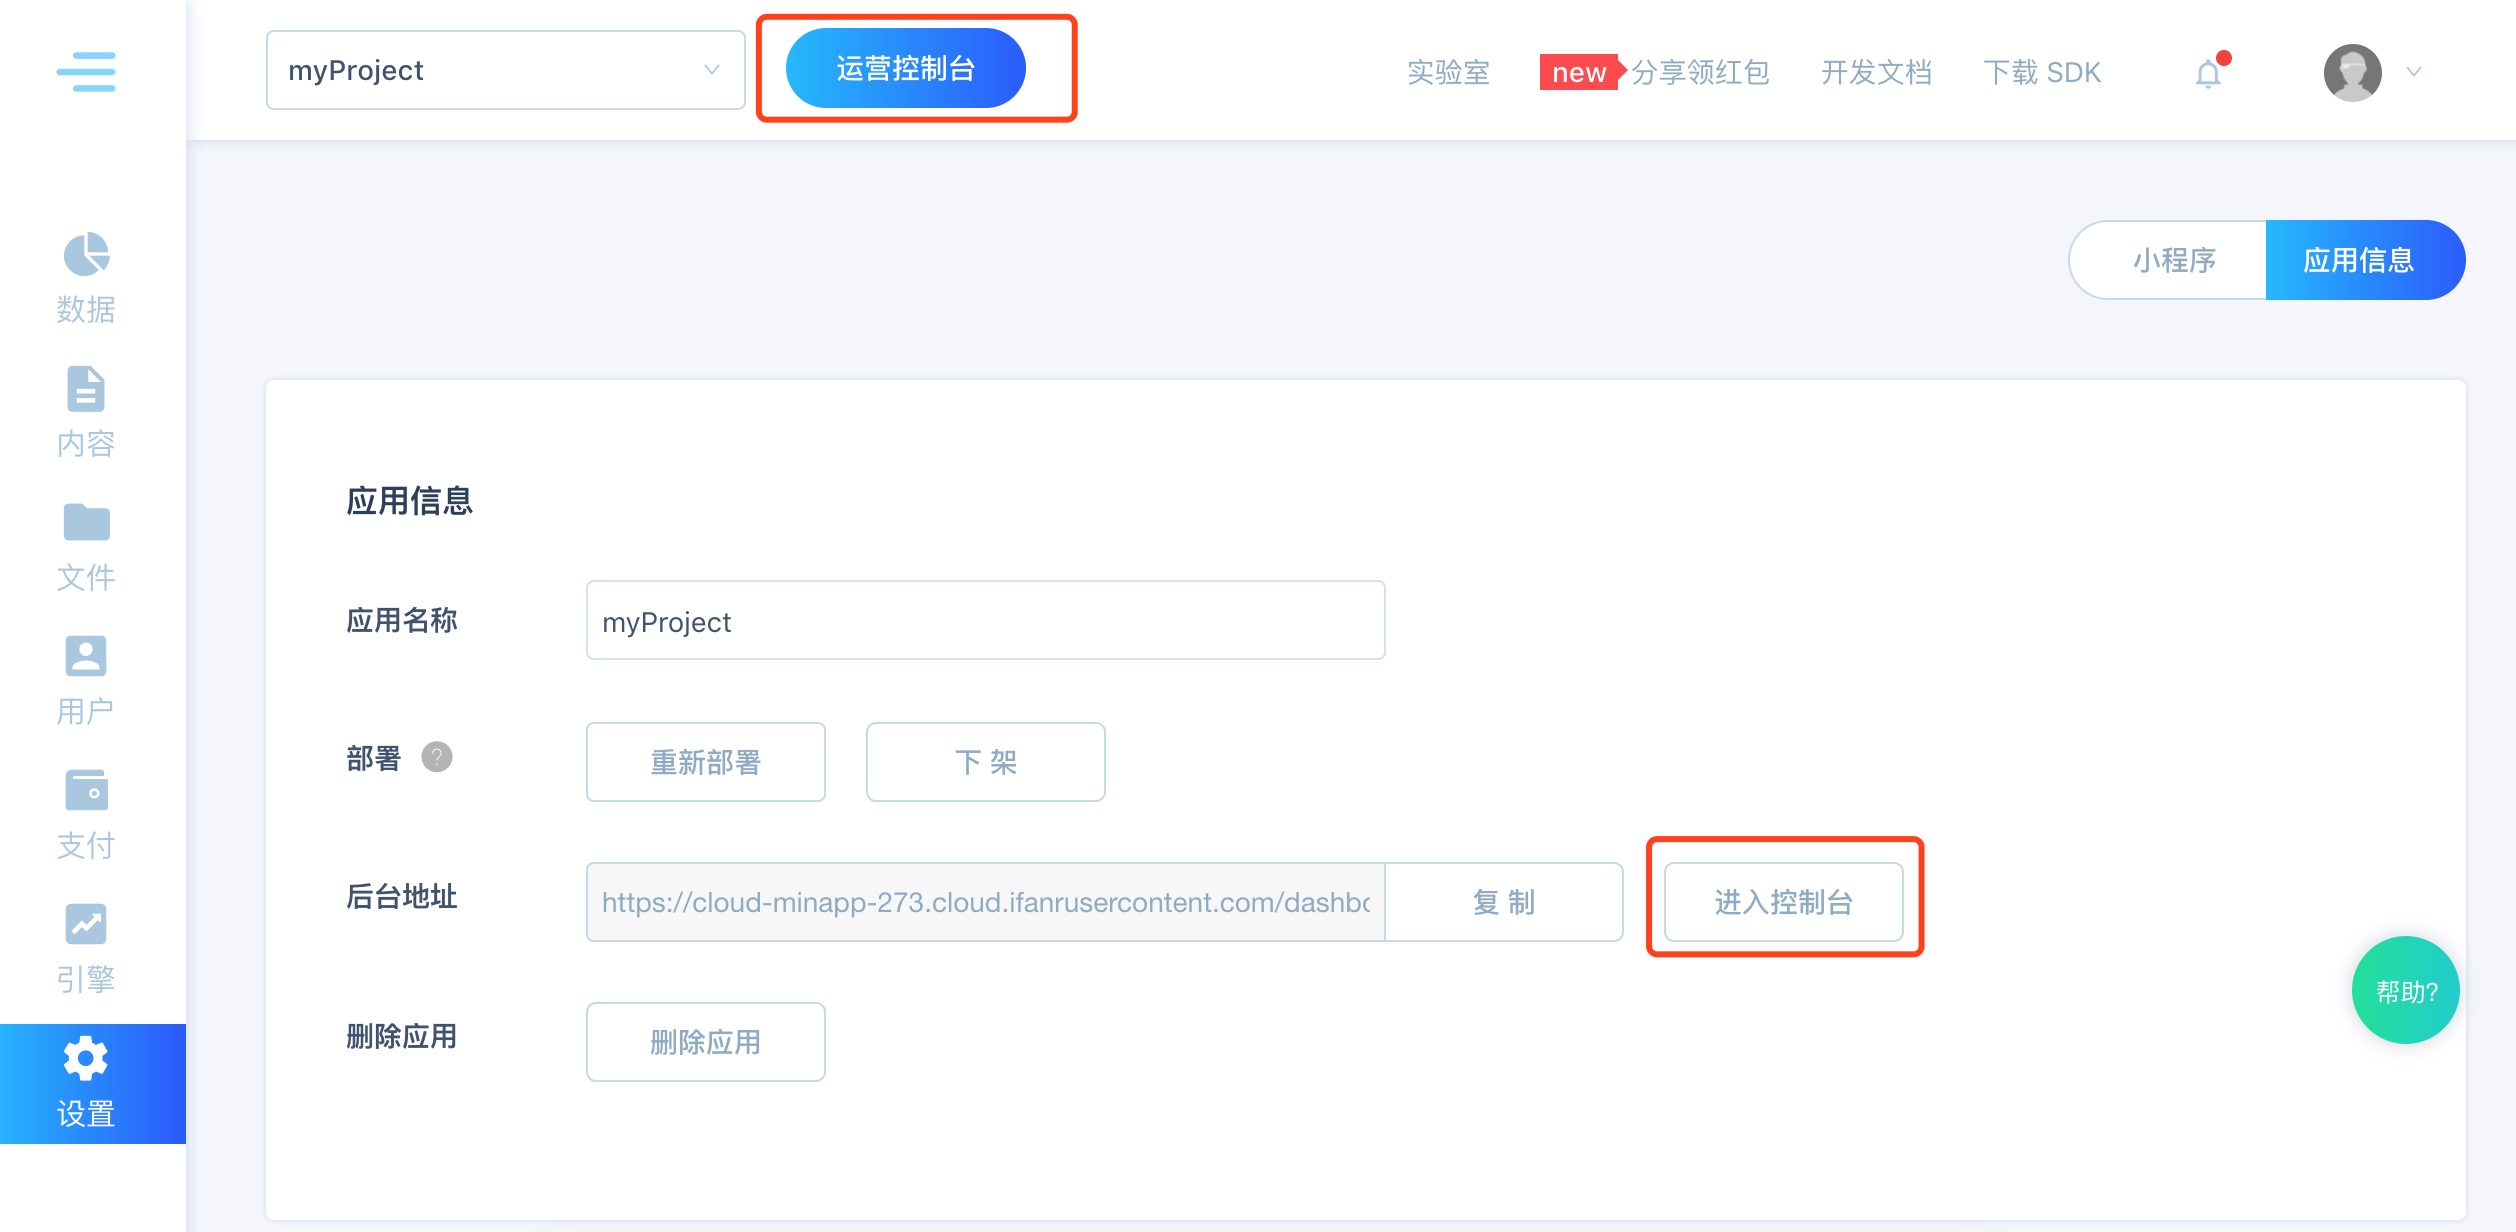 myProject
运营控制台
实验室
new
分享领红包
开发文档
下载 SDK
小程序
应用信息
数据
内容
文件
用户
支付
引擎
设置
应用信息
应用名称
myProject
部署 ?
重新部署
下 架
后台地址
https://cloud-minapp-273.cloud.ifanrusercontent.com/dashbo
复 制
进入控制台
删除应用
删除应用
帮助?